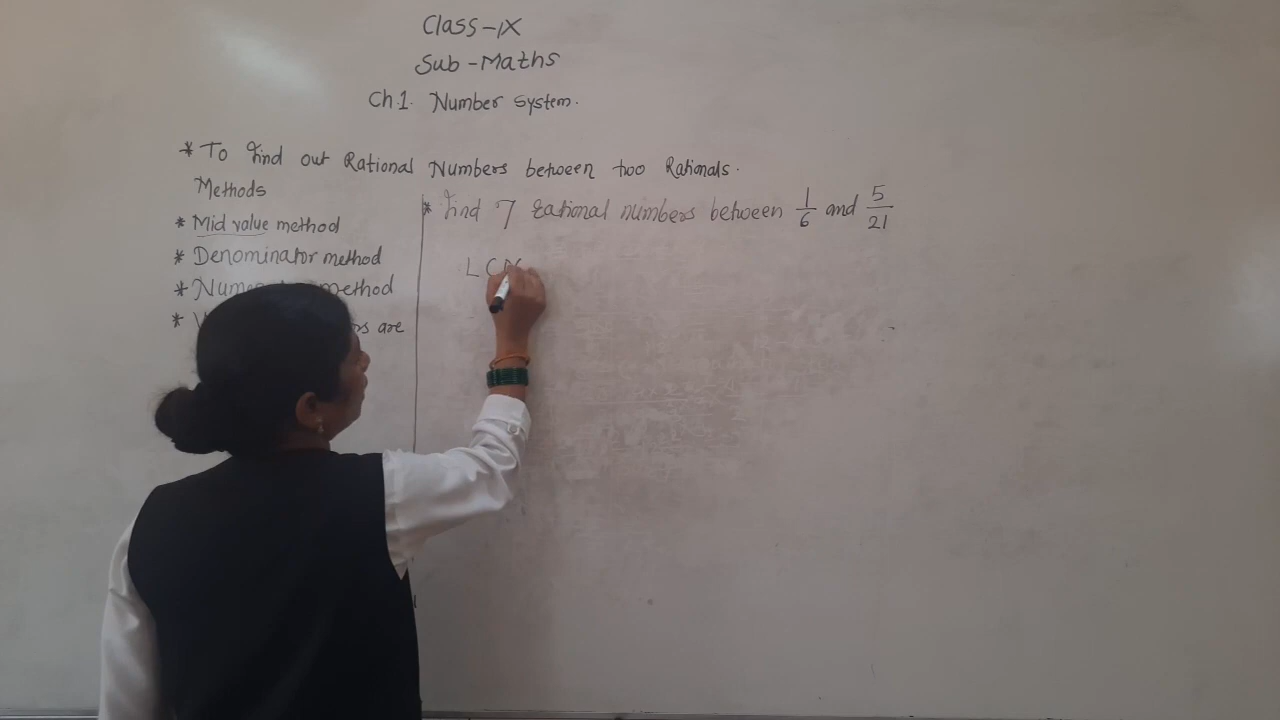 Class-IX
Sub-Maths
Ch.1. Number System.
* To find out Rational Numbers between two Rationals.
Methods
* Mid value method
* Denominator method
* method
* are
* find 7 rational numbers between 1/6 and 5/21
LC